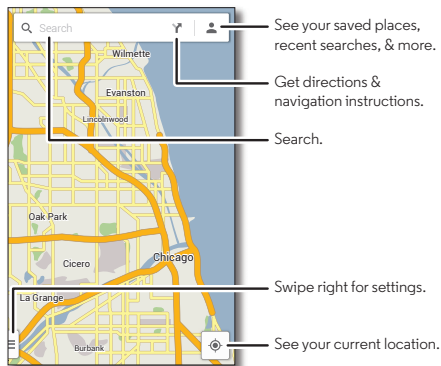 Search
See your saved places,
recent searches, & more.
Wilmette
Get directions &
navigation instructions.
Evanston
Lincolnwood
Search.
Oak Park
Chicago
Cicero
Swipe right for settings.
La Grange
See your current location.
Burbank